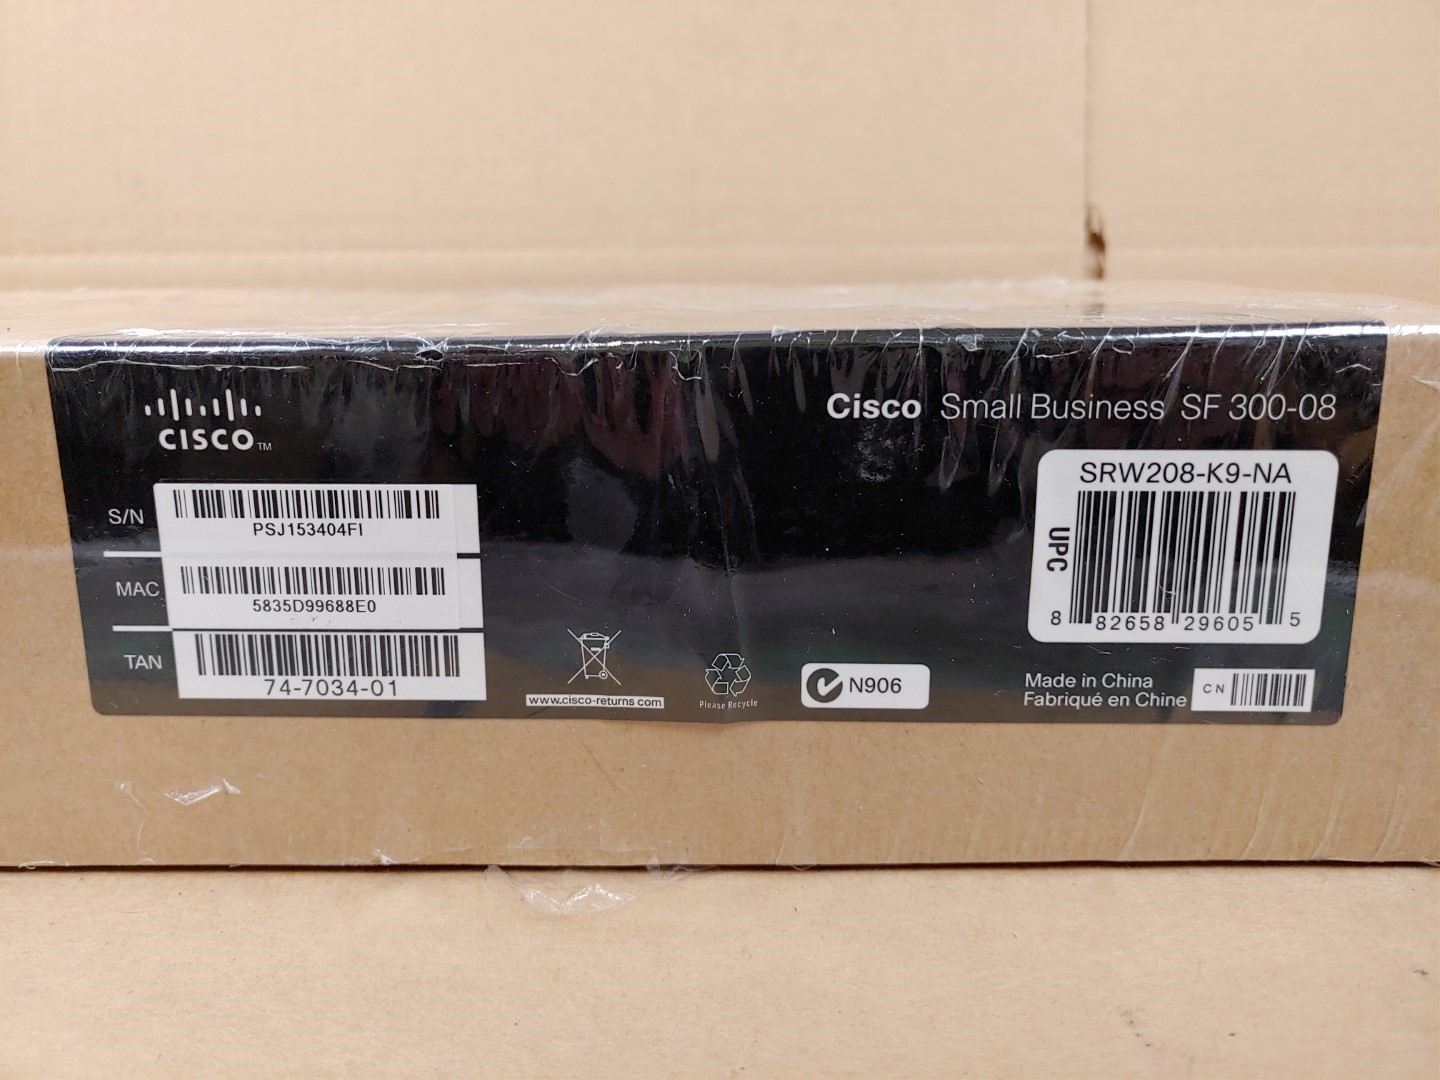 CISCO™
Cisco Small Business SF 300-08
S/N
PSJ153404FI
MAC
5835D99688E0
TAN
74-7034-01
www.cisco-returns.com
Please Recycle
N906
SRW208-K9-NA
UPC
8 82658 29605 5
Made in China
Fabriqué en Chine
CN